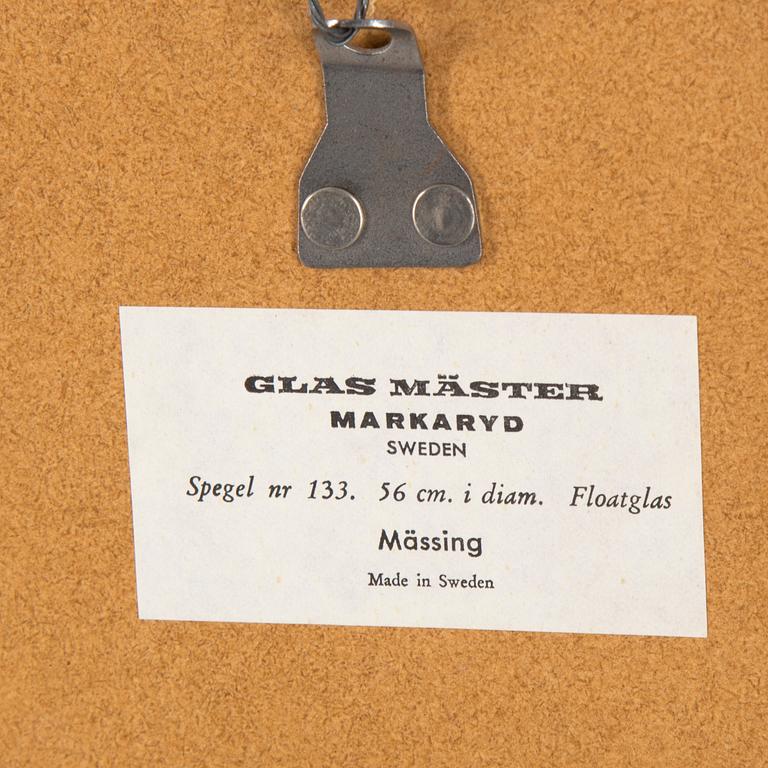 GLAS MÄSTER
MARKARYD
SWEDEN
Spegel nr 133. 56 cm. i diam. Floatglas
Mässing
Made in Sweden